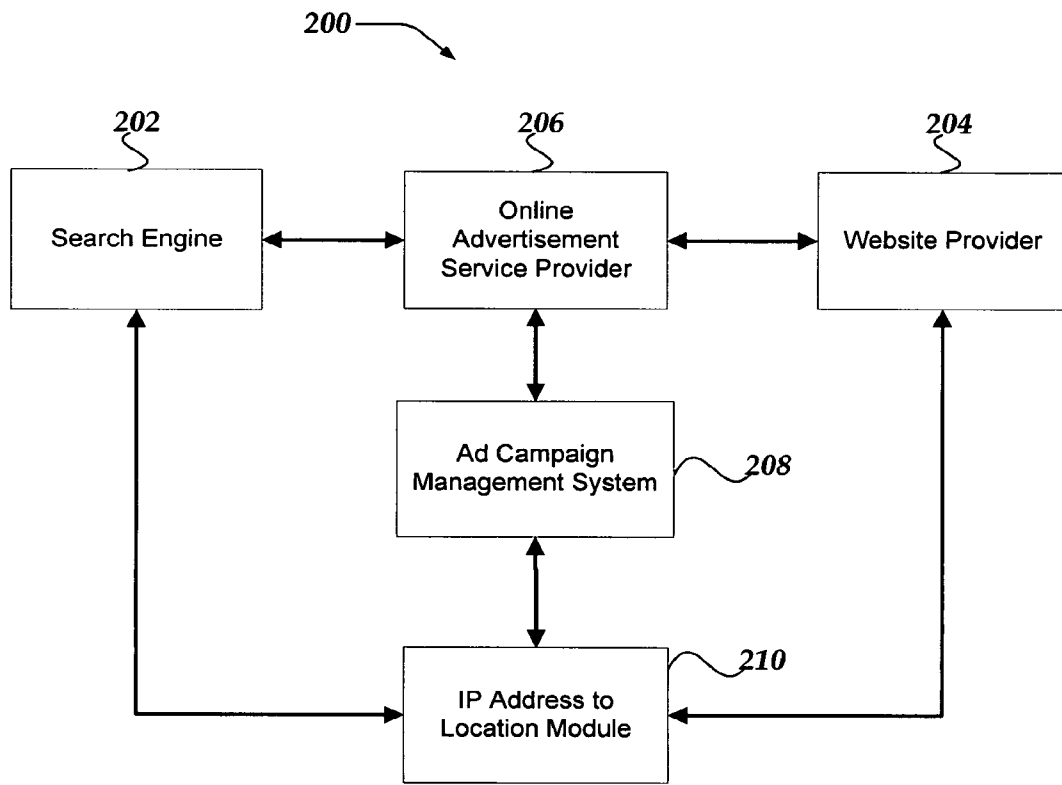 200
202
206
204
Search Engine
Online
Advertisement
Service Provider
Website Provider
Ad Campaign
Management System
208
210
IP Address to
Location Module